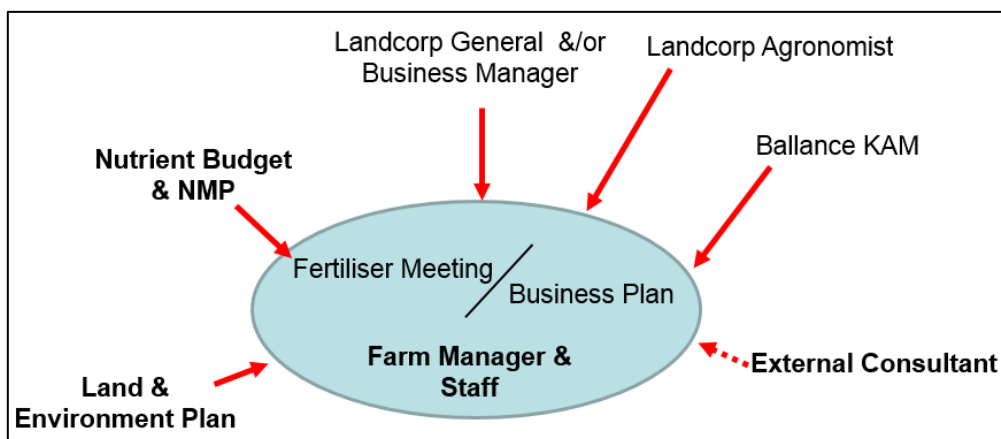 Landcorp General &/or
Business Manager
Landcorp Agronomist
Nutrient Budget
& NMP
Ballance KAM
Fertiliser Meeting
Business Plan
Farm Manager &
Staff
External Consultant
Land &
Environment Plan